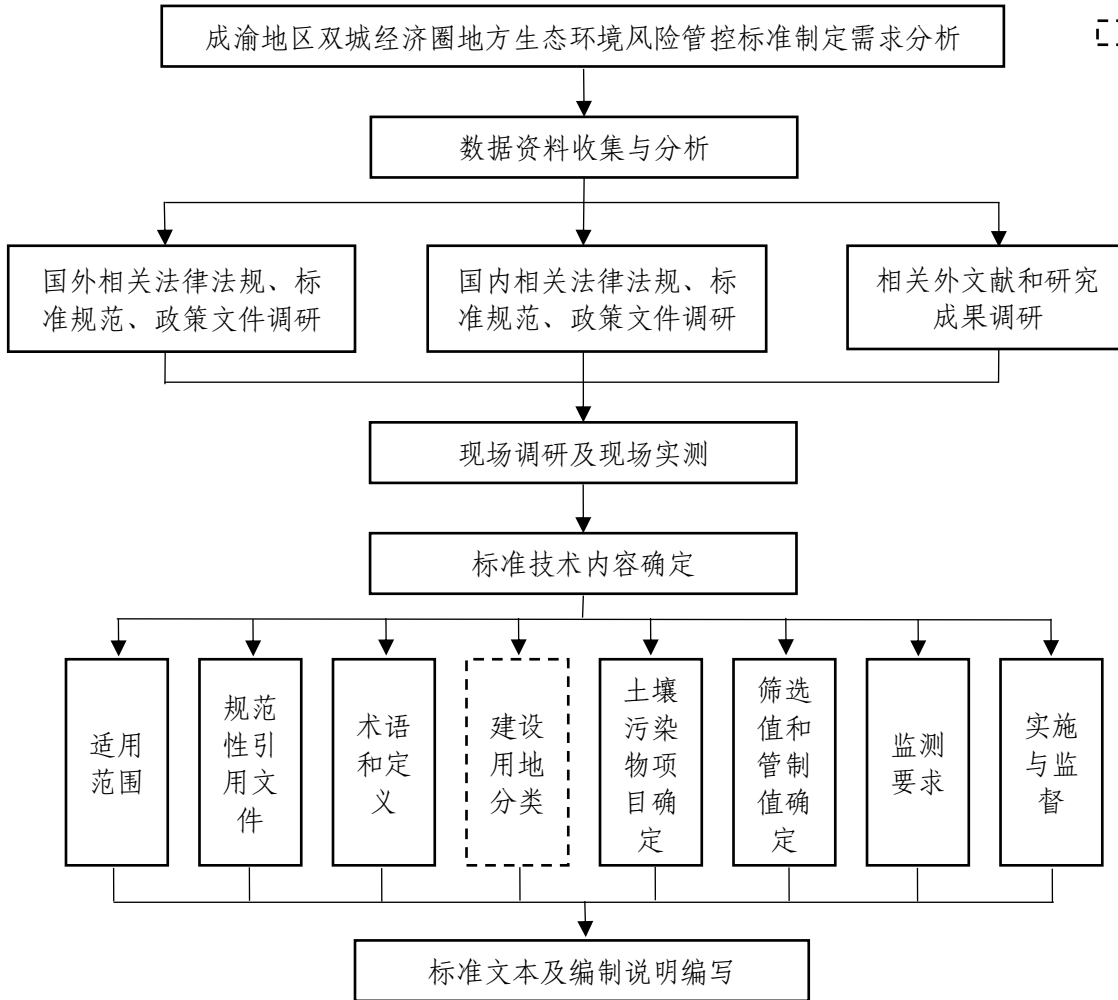 成渝地区双城经济圈地方生态环境风险管控标准制定需求分析
数据资料收集与分析
国外相关法律法规、标
准规范、政策文件调研
国内相关法律法规、标
准规范、政策文件调研
相关外文献和研究
成果调研
现场调研及现场实测
标准技术内容确定
适用
范围
规范
性引
用文
件
术语
和定
义
建设
用地
分类
土壤
污染
物项
目确
定
筛选
值和
管制
值确
定
监测
要求
实施
与监
督
标准文本及编制说明编写